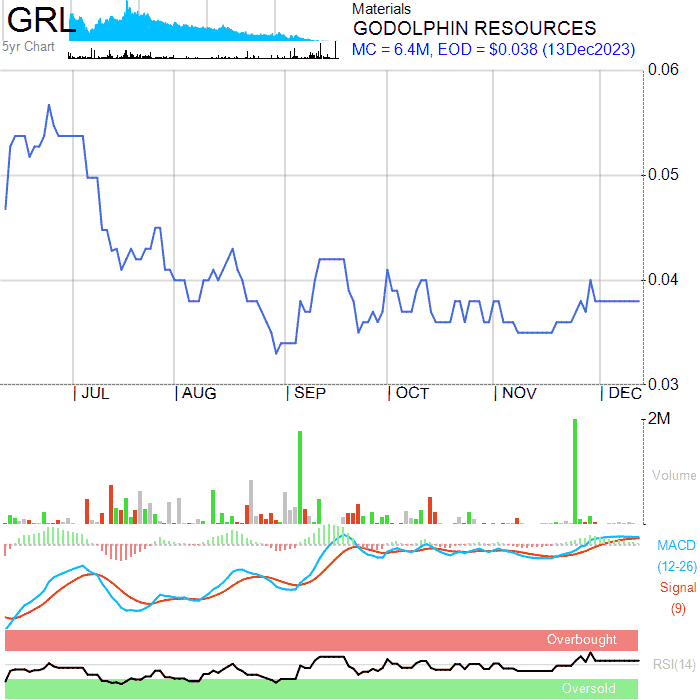 GRL
5yr Chart
Materials
GODOLPHIN RESOURCES
MC = 6.4M, EOD = $0.038 (13Dec2023)
0.06
0.05
0.04
0.03
| JUL | AUG | SEP | OCT | NOV | DEC
2M
Volume
MACD
(12-26)
Signal
(9)
Overbought
RSI(14)
Oversold